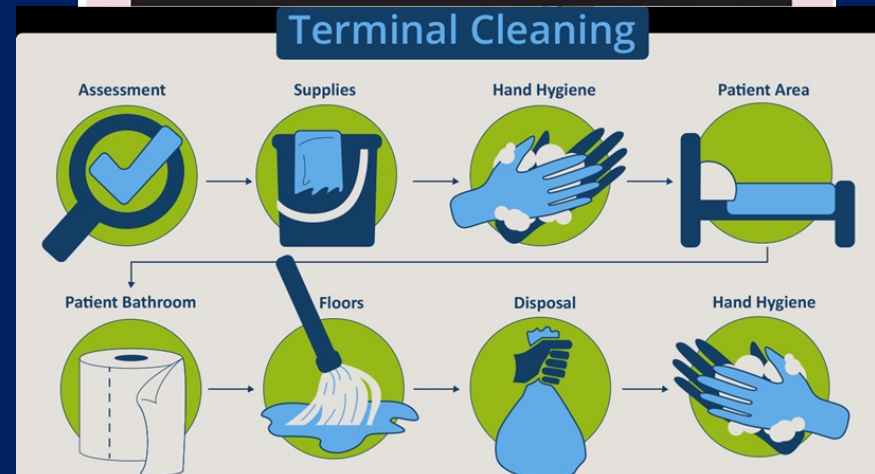 Terminal Cleaning
Assessment
Supplies
Hand Hygiene
Patient Area
Patient Bathroom
Floors
Disposal
Hand Hygiene